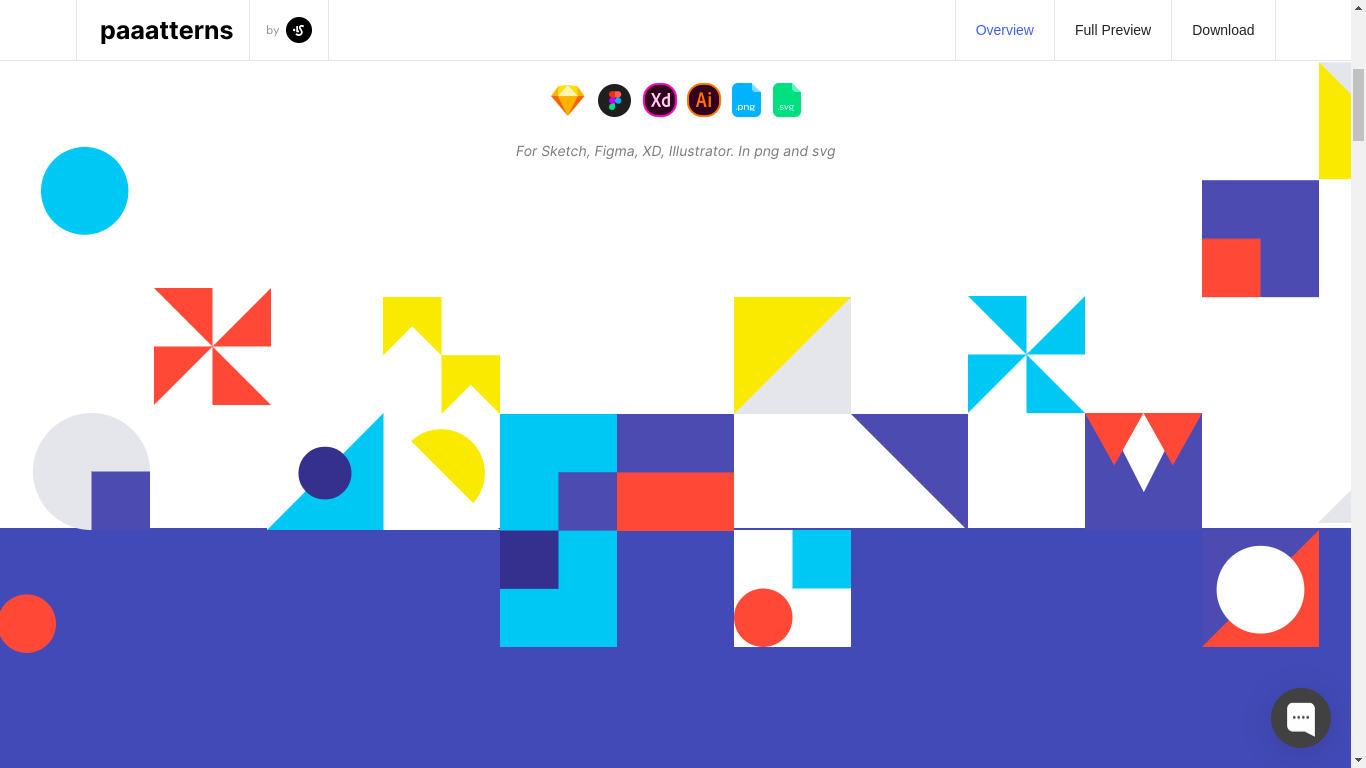 paaatterns
by
Overview
Full Preview
Download
Xd
Ai
.png
.svg
For Sketch, Figma, XD, Illustrator. In png and svg